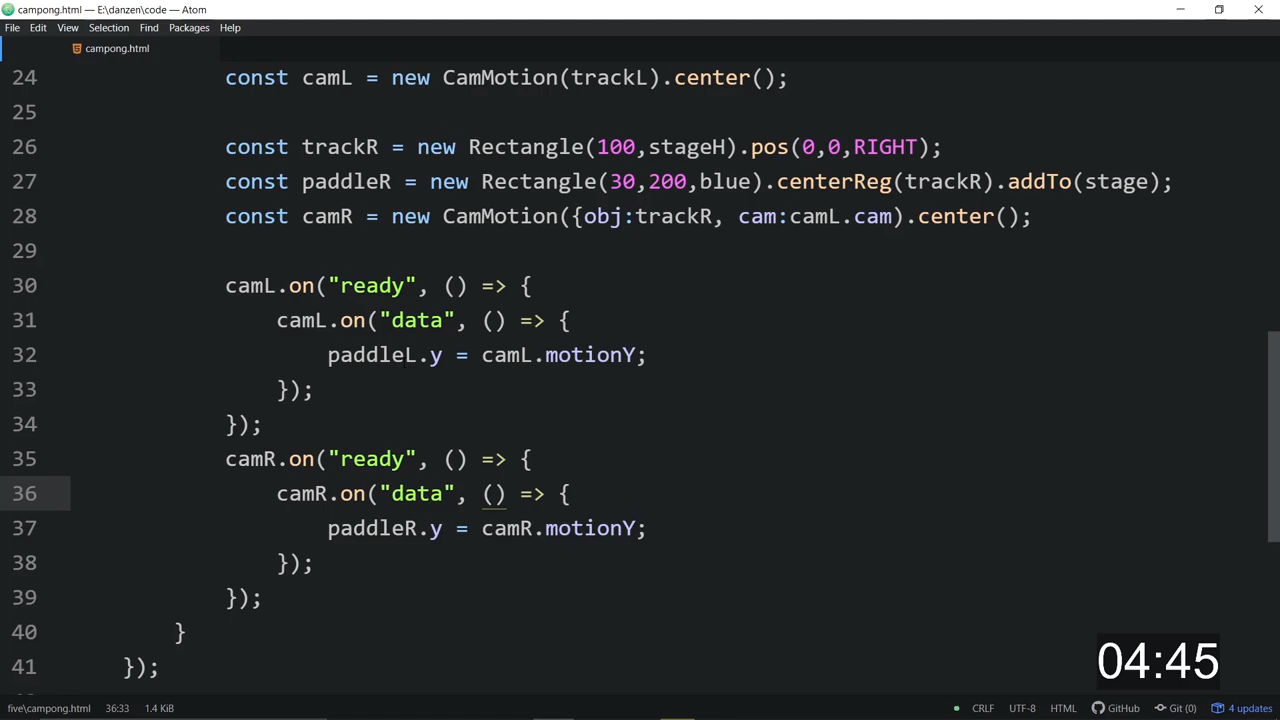 campong.html — E:\danzen\code — Atom
File Edit View Selection Find Packages Help
campong.html
24 const camL = new CamMotion(trackL).center();
25
26 const trackR = new Rectangle(100,stageH).pos(0,0,RIGHT);
27 const paddleR = new Rectangle(30,200,blue).centerReg(trackR).addTo(stage);
28 const camR = new CamMotion({obj:trackR, cam:camL.cam).center();
29
30 camL.on("ready", () => {
31 camL.on("data", () => {
32 paddleL.y = camL.motionY;
33 });
34 });
35 camR.on("ready", () => {
36 camR.on("data", () => {
37 paddleR.y = camR.motionY;
38 });
39 });
40 }
41 });
04:45
five\campong.html 36:33 1.4 KiB CRLF UTF-8 HTML GitHub Git (0) 4 updates